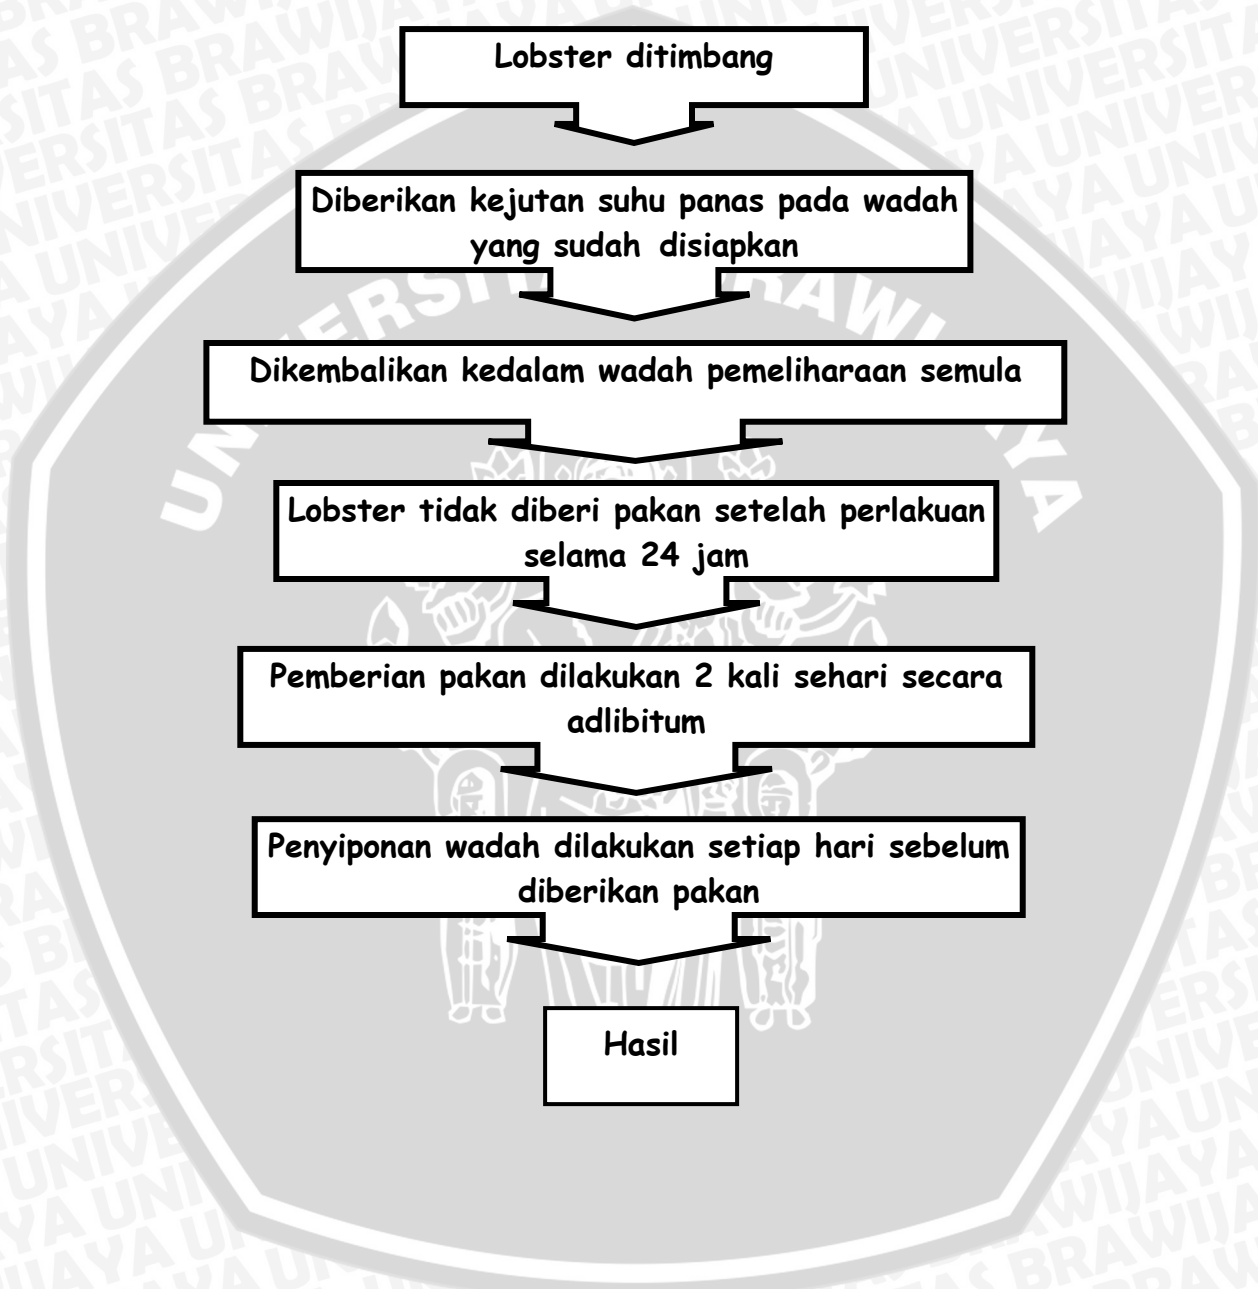 Lobster ditimbang
Diberikan kejutan suhu panas pada wadah
yang sudah disiapkan
Dikembalikan kedalam wadah pemeliharaan semula
Lobster tidak diberi pakan setelah perlakuan
selama 24 jam
Pemberian pakan dilakukan 2 kali sehari secara
adlibitum
Penyiponan wadah dilakukan setiap hari sebelum
diberikan pakan
Hasil